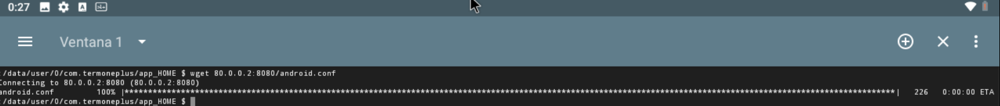 0:27
Ventana 1
:/data/user/0/com.termoneplus/app_HOME $ wget 80.0.0.2:8080/android.conf
Connecting to 80.0.0.2:8080 (80.0.0.2:8080)
android.conf 100% |*******************************************************************************************************************************************************************| 226 0:00:00 ETA
:/data/user/0/com.termoneplus/app_HOME $